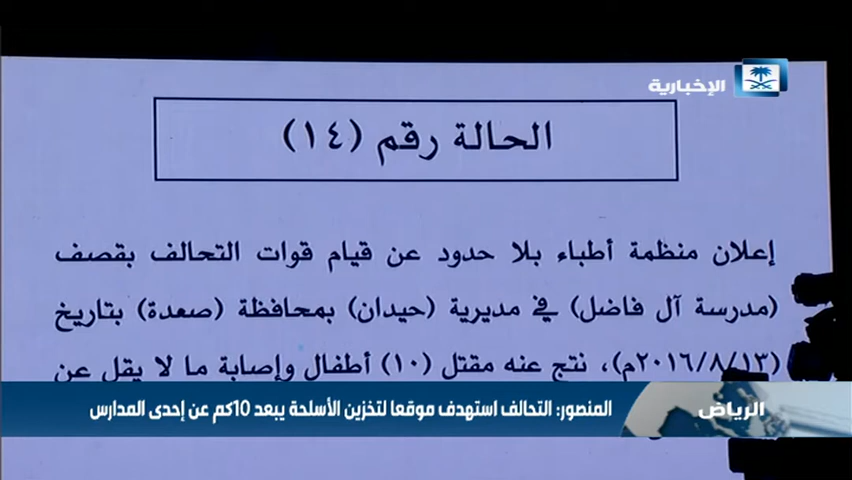 الإخبارية
الحالة رقم (١٤)
إعلان منظمة أطباء بلا حدود عن قيام قوات التحالف بقصف
(مدرسة آل فاضل) في مديرية (حيدان) بمحافظة (صعدة) بتاريخ
(٢٠١٦/٨/١٣م)، نتج عنه مقتل (١٠) أطفال وإصابة ما لا يقل عن
الرياض
المنصور: التحالف استهدف موقعا لتخزين الأسلحة يبعد 10كم عن إحدى المدارس